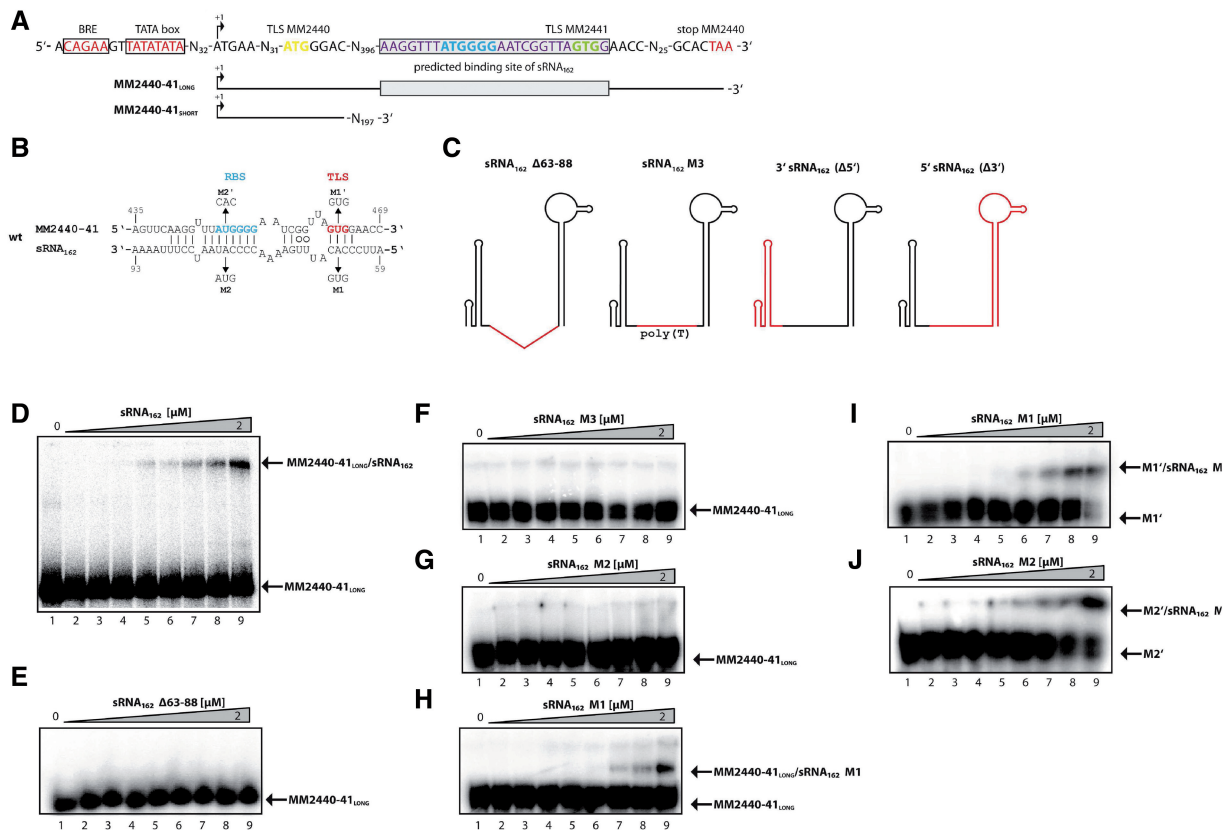 A
BRE TATA box +1 TLS MM2440 TLS MM2441 stop MM2440
5′- ACAGAAGTTATATATA-N32-ATGAA-N31-ATGGGAC-N396-AAGGTTTATGGGGAATCGGTTAGTGGAACC-N25-GCACTAA -3′
predicted binding site of sRNA162
+1
MM2440-41LONG -3′
+1
MM2440-41SHORT
-N197 -3′
B
RBS TLS
M2' M1'
CAC GUG
435 469
MM2440-41 5'-AGUUCAAGGUUUAUGGGGAAUCGGUUAGUGGAACC-3'
wt
sRNA162 3'-AAAAUUUCCUAAUACCCCAAAGAUUGUACACCCUUA-5'
93 59
AUG GUG
M2 M1
C
sRNA162 Δ63-88 sRNA162 M3 3′ sRNA162 (Δ5′) 5′ sRNA162 (Δ3′)
poly(T)
D
sRNA162 [µM]
0 2
MM2440-41LONG/sRNA162
MM2440-41LONG
1 2 3 4 5 6 7 8 9
E
sRNA162 Δ63-88 [µM]
0 2
MM2440-41LONG
1 2 3 4 5 6 7 8 9
F
sRNA162 M3 [µM]
0 2
MM2440-41LONG
1 2 3 4 5 6 7 8 9
G
sRNA162 M2 [µM]
0 2
MM2440-41LONG
1 2 3 4 5 6 7 8 9
H
sRNA162 M1 [µM]
0 2
MM2440-41LONG/sRNA162 M1
MM2440-41LONG
1 2 3 4 5 6 7 8 9
I
sRNA162 M1 [µM]
0 2
M1′/sRNA162 M
M1′
1 2 3 4 5 6 7 8 9
J
sRNA162 M2 [µM]
0 2
M2′/sRNA162 M
M2′
1 2 3 4 5 6 7 8 9